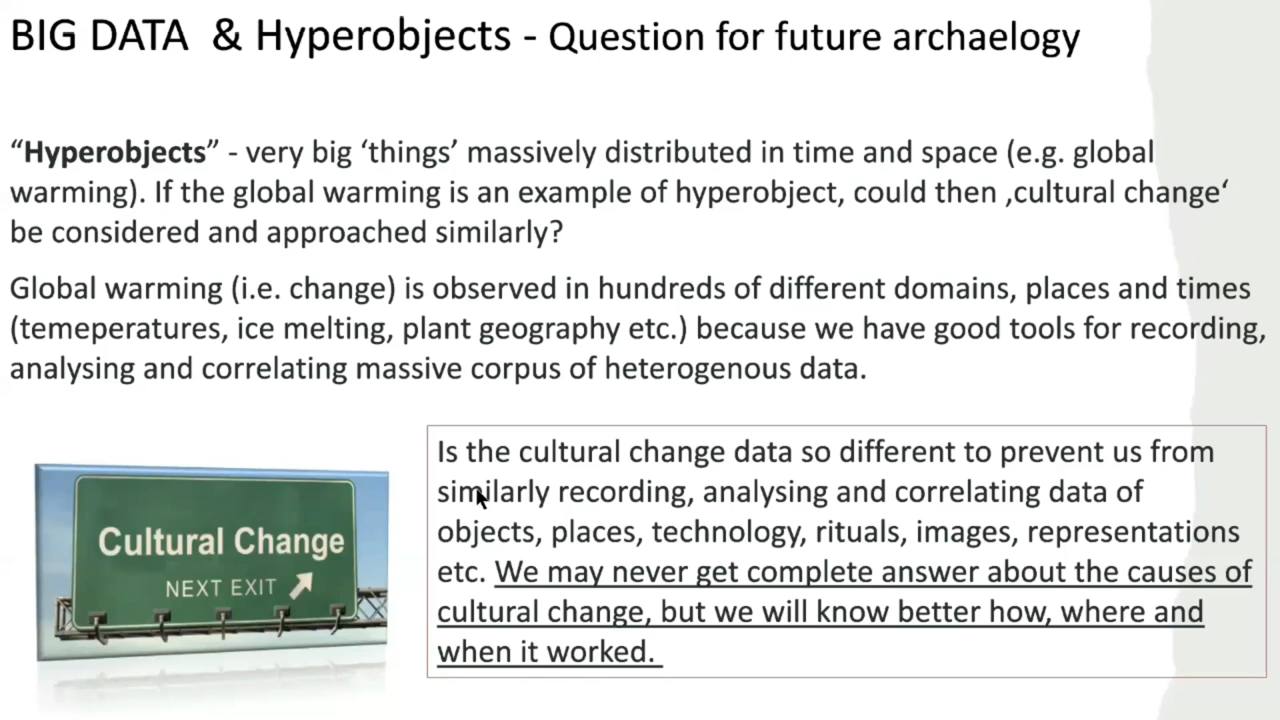 BIG DATA & Hyperobjects - Question for future archaelogy
“Hyperobjects” - very big ‘things’ massively distributed in time and space (e.g. global
warming). If the global warming is an example of hyperobject, could then ‚cultural change‘
be considered and approached similarly?
Global warming (i.e. change) is observed in hundreds of different domains, places and times
(temeperatures, ice melting, plant geography etc.) because we have good tools for recording,
analysing and correlating massive corpus of heterogenous data.
Cultural Change
NEXT EXIT
Is the cultural change data so different to prevent us from
similarly recording, analysing and correlating data of
objects, places, technology, rituals, images, representations
etc. We may never get complete answer about the causes of
cultural change, but we will know better how, where and
when it worked.